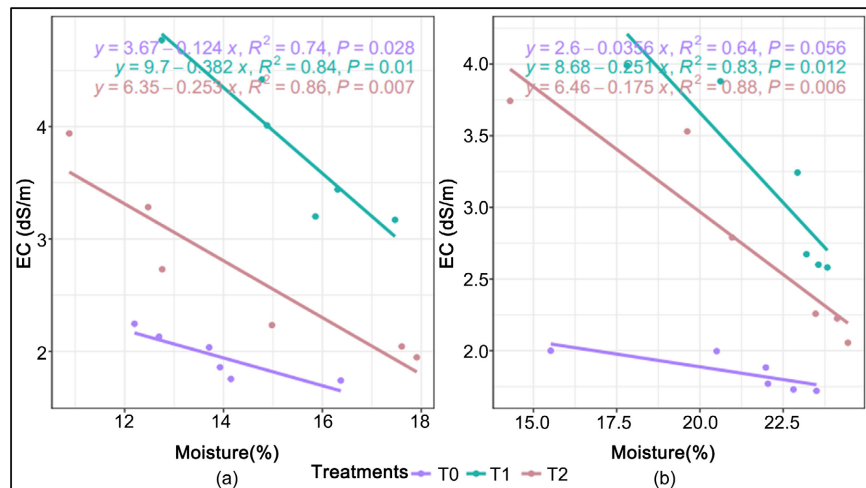 y = 3.67 – 0.124 x, R² = 0.74, P = 0.028
y = 9.7 – 0.382 x, R² = 0.84, P = 0.01
y = 6.35 – 0.253 x, R² = 0.86, P = 0.007
4
3
2
EC (dS/m)
12
14
16
18
Moisture(%)
(a)
y = 2.6 – 0.0356 x, R² = 0.64, P = 0.056
y = 8.68 – 0.251 x, R² = 0.83, P = 0.012
y = 6.46 – 0.175 x, R² = 0.88, P = 0.006
4.0
3.5
3.0
2.5
2.0
EC (dS/m)
15.0
17.5
20.0
22.5
Moisture(%)
(b)
Treatments T0 T1 T2